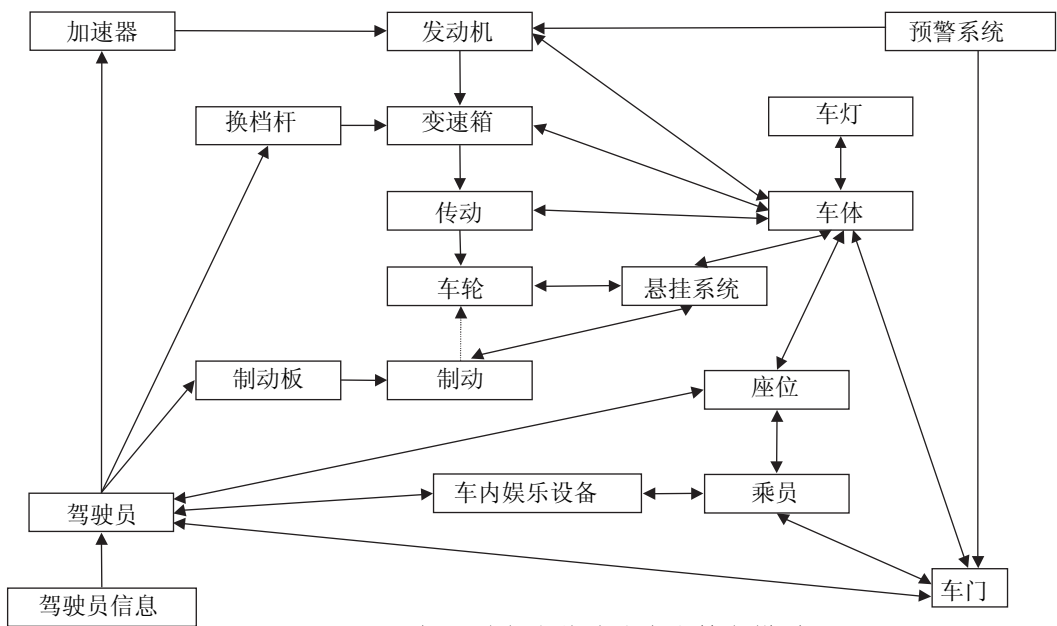 加速器
发动机
预警系统
换档杆
变速箱
车灯
传动
车体
车轮
悬挂系统
制动板
制动
座位
车内娱乐设备
乘员
驾驶员
车门
驾驶员信息